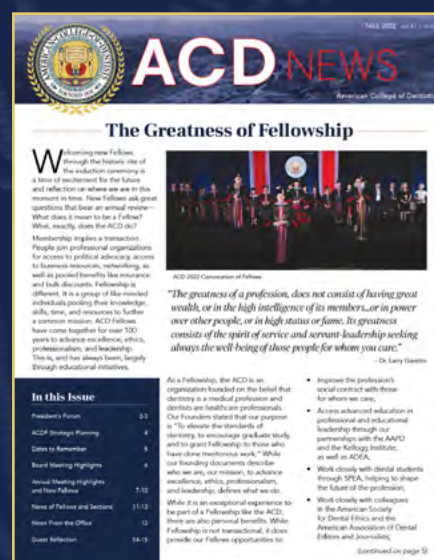 AMERICAN COLLEGE OF DENTISTS
FALL 2022
ACD NEWS
American College of Dentists
The Greatness of Fellowship
Welcoming new Fellows
through the historic rite of
the induction ceremony is
a time of excitement for the future
and reflection on where we are in this
moment in time. New Fellows ask great
questions that bear an annual review—
What does it mean to be a Fellow?
What, exactly, does the ACD do?
Membership implies a transaction.
People join professional organizations
for access to political advocacy, access
to business resources, networking, as
well as pooled benefits like insurance
and bulk discounts. Fellowship is
different. It is a group of like-minded
individuals pooling their knowledge,
skills, time, and resources to further
a common mission. ACD Fellows
have come together for over 100
years to advance excellence, ethics,
professionalism, and leadership.
This is, and has always been, largely
through educational initiatives.
ACD 2022 Convocation of Fellows
"The greatness of a profession, does not consist of having great
wealth, or in the high intelligence of its members...or in power
over other people, or in high status or fame. Its greatness
consists of the spirit of service and servant-leadership seeking
always the well-being of those people for whom you care."
– Dr. Larry Garetto
In this Issue
President's Forum 2-3
ACDF Strategic Planning 4
Dates to Remember 5
Board Meeting Highlights 6
Annual Meeting Highlights
and New Fellows 7-10
News of Fellows and Sections 11-12
News From the Office 13
Guest Reflection 14-15
As a Fellowship, the ACD is an
organization founded on the belief that
dentistry is a medical profession and
dentists are healthcare professionals.
Our Founders stated that our purpose
is "To elevate the standards of
dentistry, to encourage graduate study,
and to grant Fellowship to those who
have done meritorious work." While
our founding documents describe
who we are, our mission, to advance
excellence, ethics, professionalism,
and leadership, defines what we do.
While it is an exceptional experience to
be part of a Fellowship like the ACD,
there are also personal benefits. While
Fellowship is not transactional, it does
provide our Fellows opportunities to:
• Improve the profession's
social contract with those
for whom we care;
• Access advanced education in
professional and educational
leadership through our
partnerships with the AAPD
and the Kellogg Institute,
as well as ADEA;
• Work closely with dental students
through SPEA, helping to shape
the future of the profession;
• Work closely with colleagues
in the American Society
for Dental Ethics and the
American Association of Dental
Editors and Journalists;
(continued on page 5)